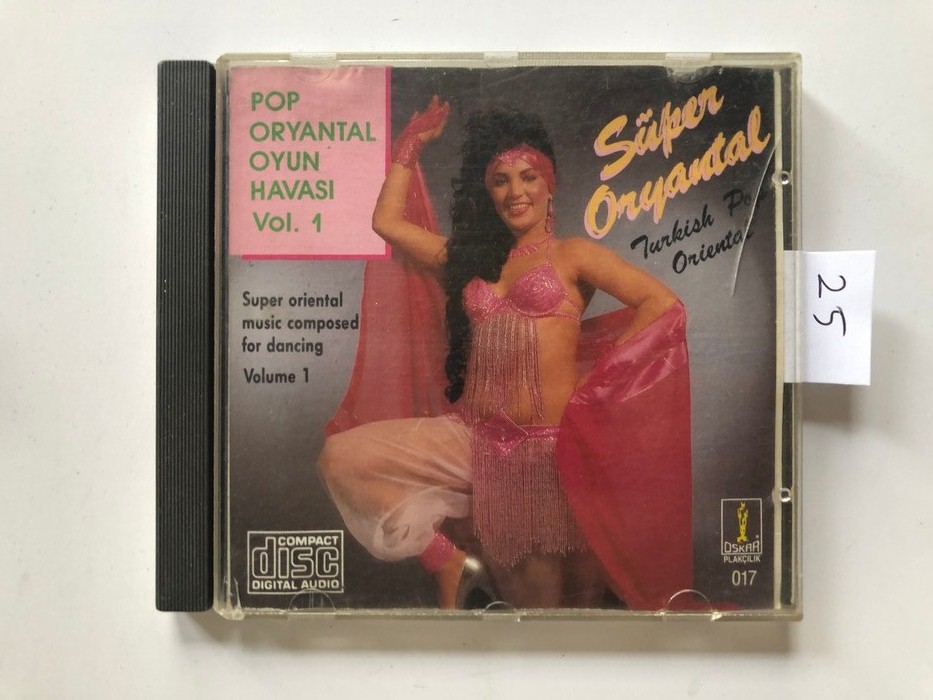 POP
ORYANTAL
OYUN
HAVASI
Vol. 1
Süper
Oryantal
Turkish Pop
Oriental
Super oriental
music composed
for dancing
Volume 1
25
COMPACT
disc
DIGITAL AUDIO
OSKAR
PLAKÇILIK
017